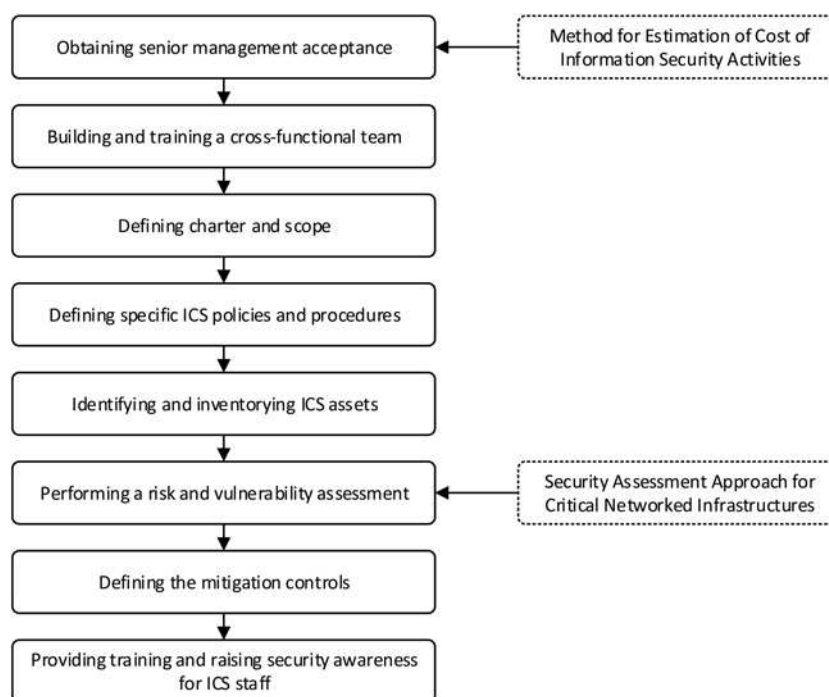 Obtaining senior management acceptance
Method for Estimation of Cost of
Information Security Activities
Building and training a cross-functional team
Defining charter and scope
Defining specific ICS policies and procedures
Identifying and inventorying ICS assets
Performing a risk and vulnerability assessment
Security Assessment Approach for
Critical Networked Infrastructures
Defining the mitigation controls
Providing training and raising security awareness
for ICS staff